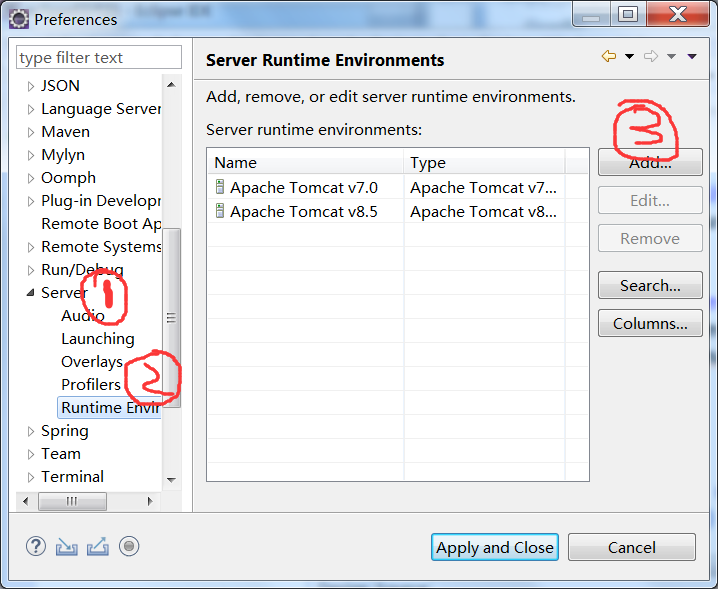 Preferences
type filter text
JSON
Language Server
Maven
Mylyn
Oomph
Plug-in Develop
Remote Boot Ap
Remote Systems
Run/Debug
Server
1
Audio
Launching
Overlays
Profilers
2
Runtime Envir
Spring
Team
Terminal
Server Runtime Environments
Add, remove, or edit server runtime environments.
Server runtime environments:
Name Type
Apache Tomcat v7.0 Apache Tomcat v7...
Apache Tomcat v8.5 Apache Tomcat v8...
3
Add...
Edit...
Remove
Search...
Columns...
Apply and Close Cancel